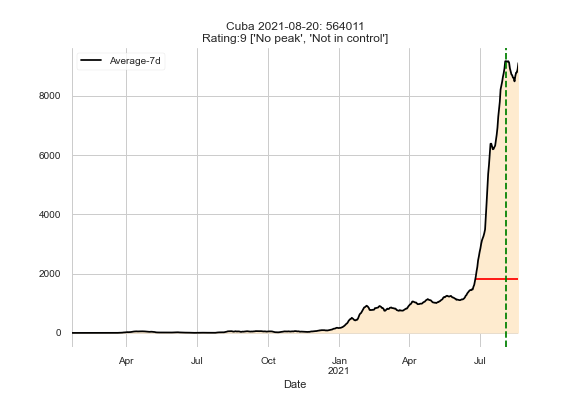 Cuba 2021-08-20: 564011
Rating:9 ['No peak', 'Not in control']
Average-7d
8000
6000
4000
2000
0
Apr
Jul
Oct
Jan
2021
Apr
Jul
Date